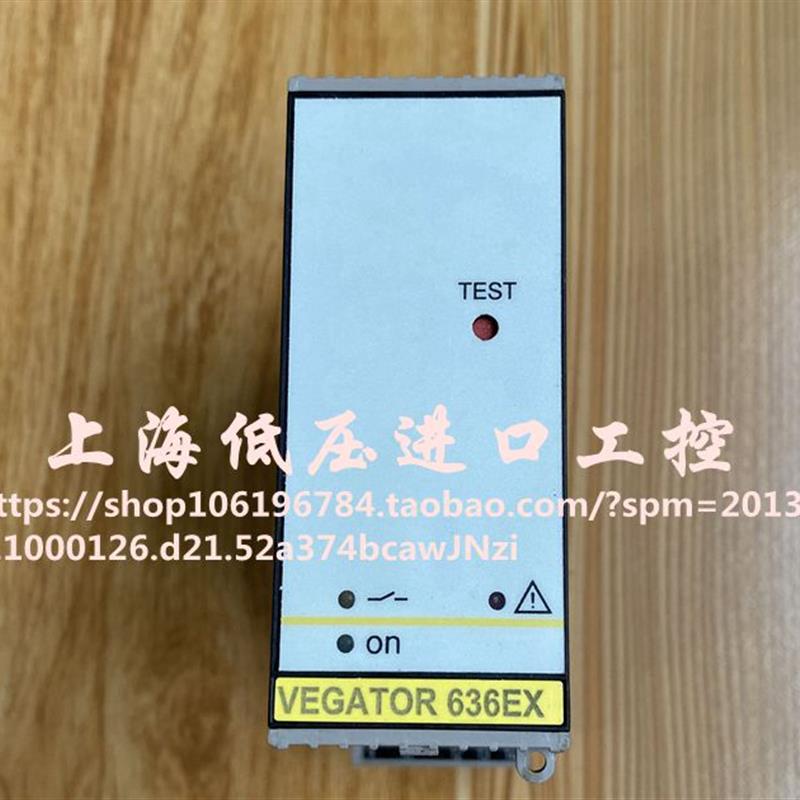 TEST
上海低压进口工控
ttps://shop106196784.taobao.com/?spm=2013
1000126.d21.52a374bcawJNzi
on
VEGATOR 636EX